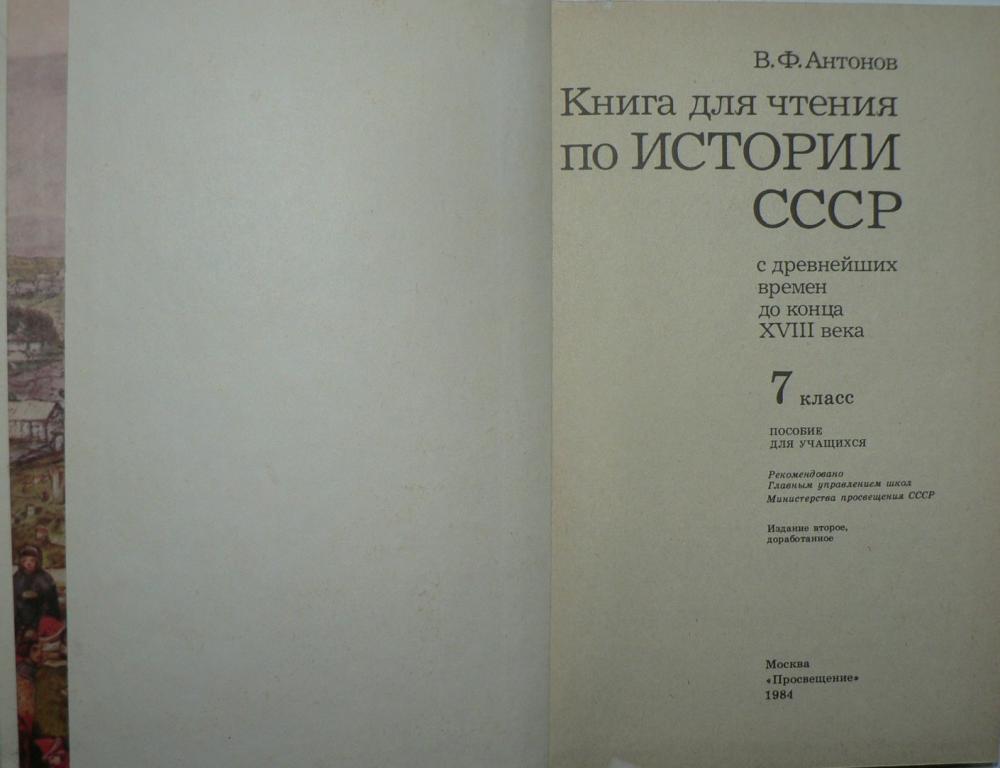 В. Ф. Антонов
Книга для чтения
по ИСТОРИИ
СССР
с древнейших
времен
до конца
XVIII века
7 класс
ПОСОБИЕ
ДЛЯ УЧАЩИХСЯ
Рекомендовано
Главным управлением школ
Министерства просвещения СССР
Издание второе,
доработанное
Москва
«Просвещение»
1984